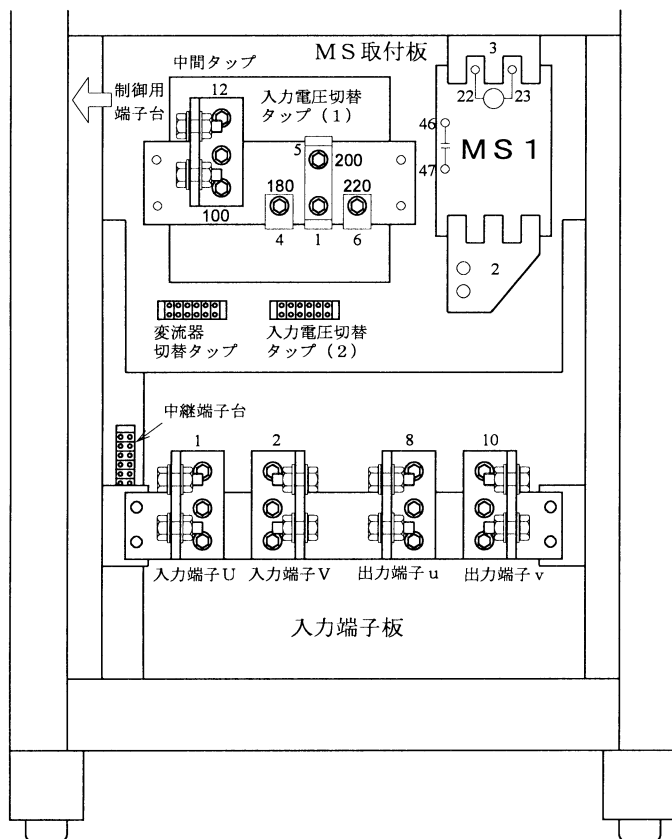 MS取付板
3
中間タップ
制御用
端子台
12
入力電圧切替
タップ(1)
22
23
46
MS1
47
5
200
180
220
100
4
1
6
2
変流器
切替タップ
入力電圧切替
タップ(2)
中継端子台
1
2
8
10
入力端子U
入力端子V
出力端子u
出力端子v
入力端子板